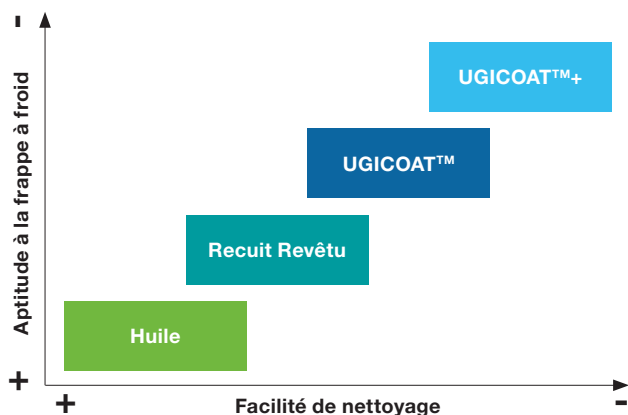 -
Aptitude à la frappe à froid
+
UGICOAT™+
UGICOAT™
Recuit Revêtu
Huile
+
Facilité de nettoyage
-